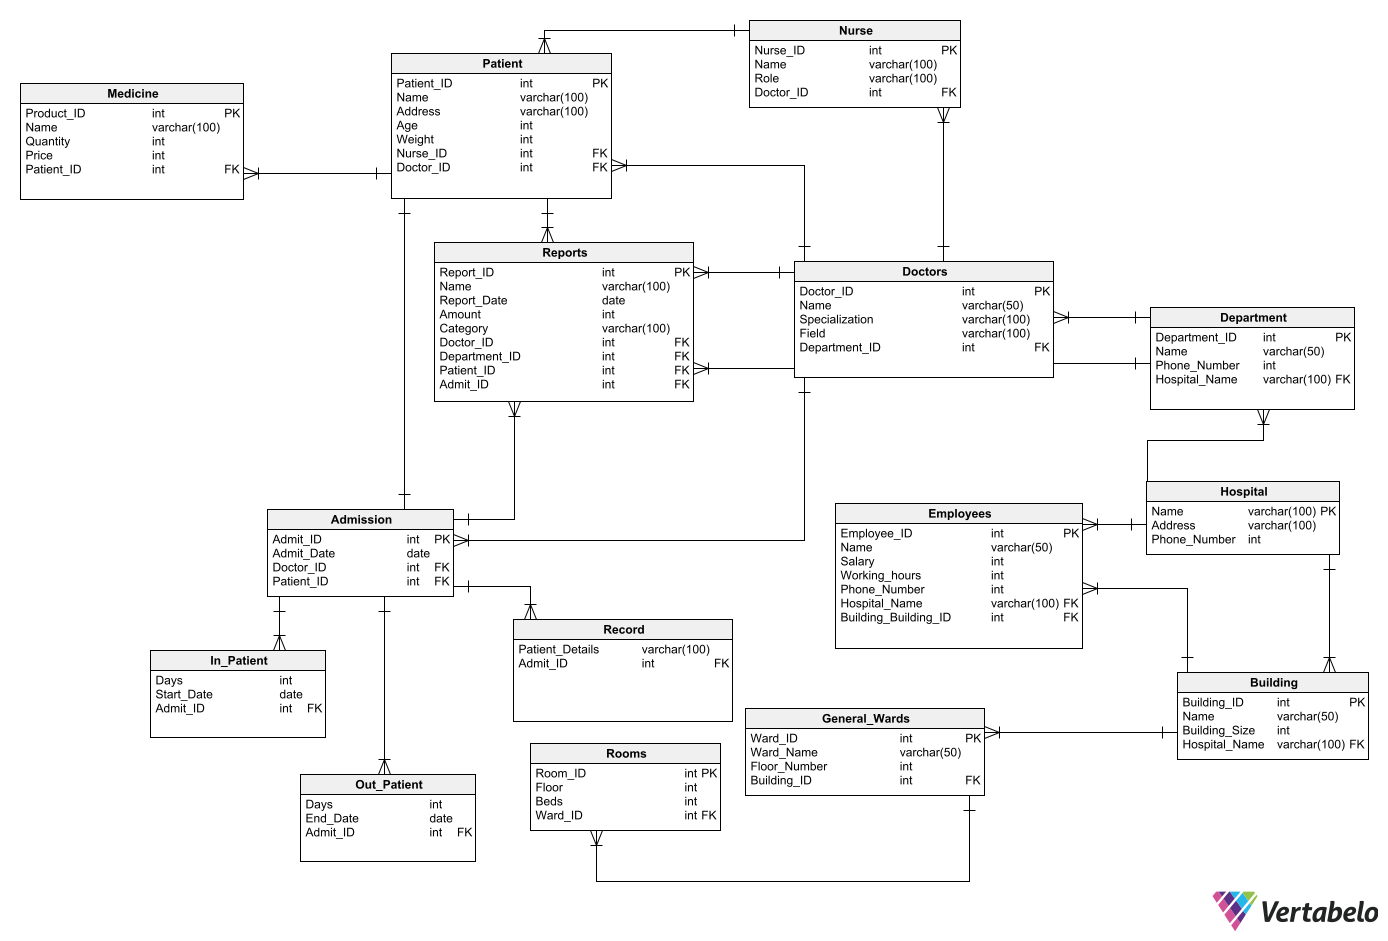 Nurse
Nurse_ID int PK
Name varchar(100)
Role varchar(100)
Doctor_ID int FK
Patient
Patient_ID int PK
Name varchar(100)
Address varchar(100)
Age int
Weight int
Nurse_ID int FK
Doctor_ID int FK
Medicine
Product_ID int PK
Name varchar(100)
Quantity int
Price int
Patient_ID int FK
Reports
Report_ID int PK
Name varchar(100)
Report_Date date
Amount int
Category varchar(100)
Doctor_ID int FK
Department_ID int FK
Patient_ID int FK
Admit_ID int FK
Doctors
Doctor_ID int PK
Name varchar(50)
Specialization varchar(100)
Field varchar(100)
Department_ID int FK
Department
Department_ID int PK
Name varchar(50)
Phone_Number int
Hospital_Name varchar(100) FK
Hospital
Name varchar(100) PK
Address varchar(100)
Phone_Number int
Employees
Employee_ID int PK
Name varchar(50)
Salary int
Working_hours int
Phone_Number int
Hospital_Name varchar(100) FK
Building_Building_ID int FK
Admission
Admit_ID int PK
Admit_Date date
Doctor_ID int FK
Patient_ID int FK
Record
Patient_Details varchar(100)
Admit_ID int FK
In_Patient
Days int
Start_Date date
Admit_ID int FK
Building
Building_ID int PK
Name varchar(50)
Building_Size int
Hospital_Name varchar(100) FK
General_Wards
Ward_ID int PK
Ward_Name varchar(50)
Floor_Number int
Building_ID int FK
Rooms
Room_ID int PK
Floor int
Beds int
Ward_ID int FK
Out_Patient
Days int
End_Date date
Admit_ID int FK
Vertabelo